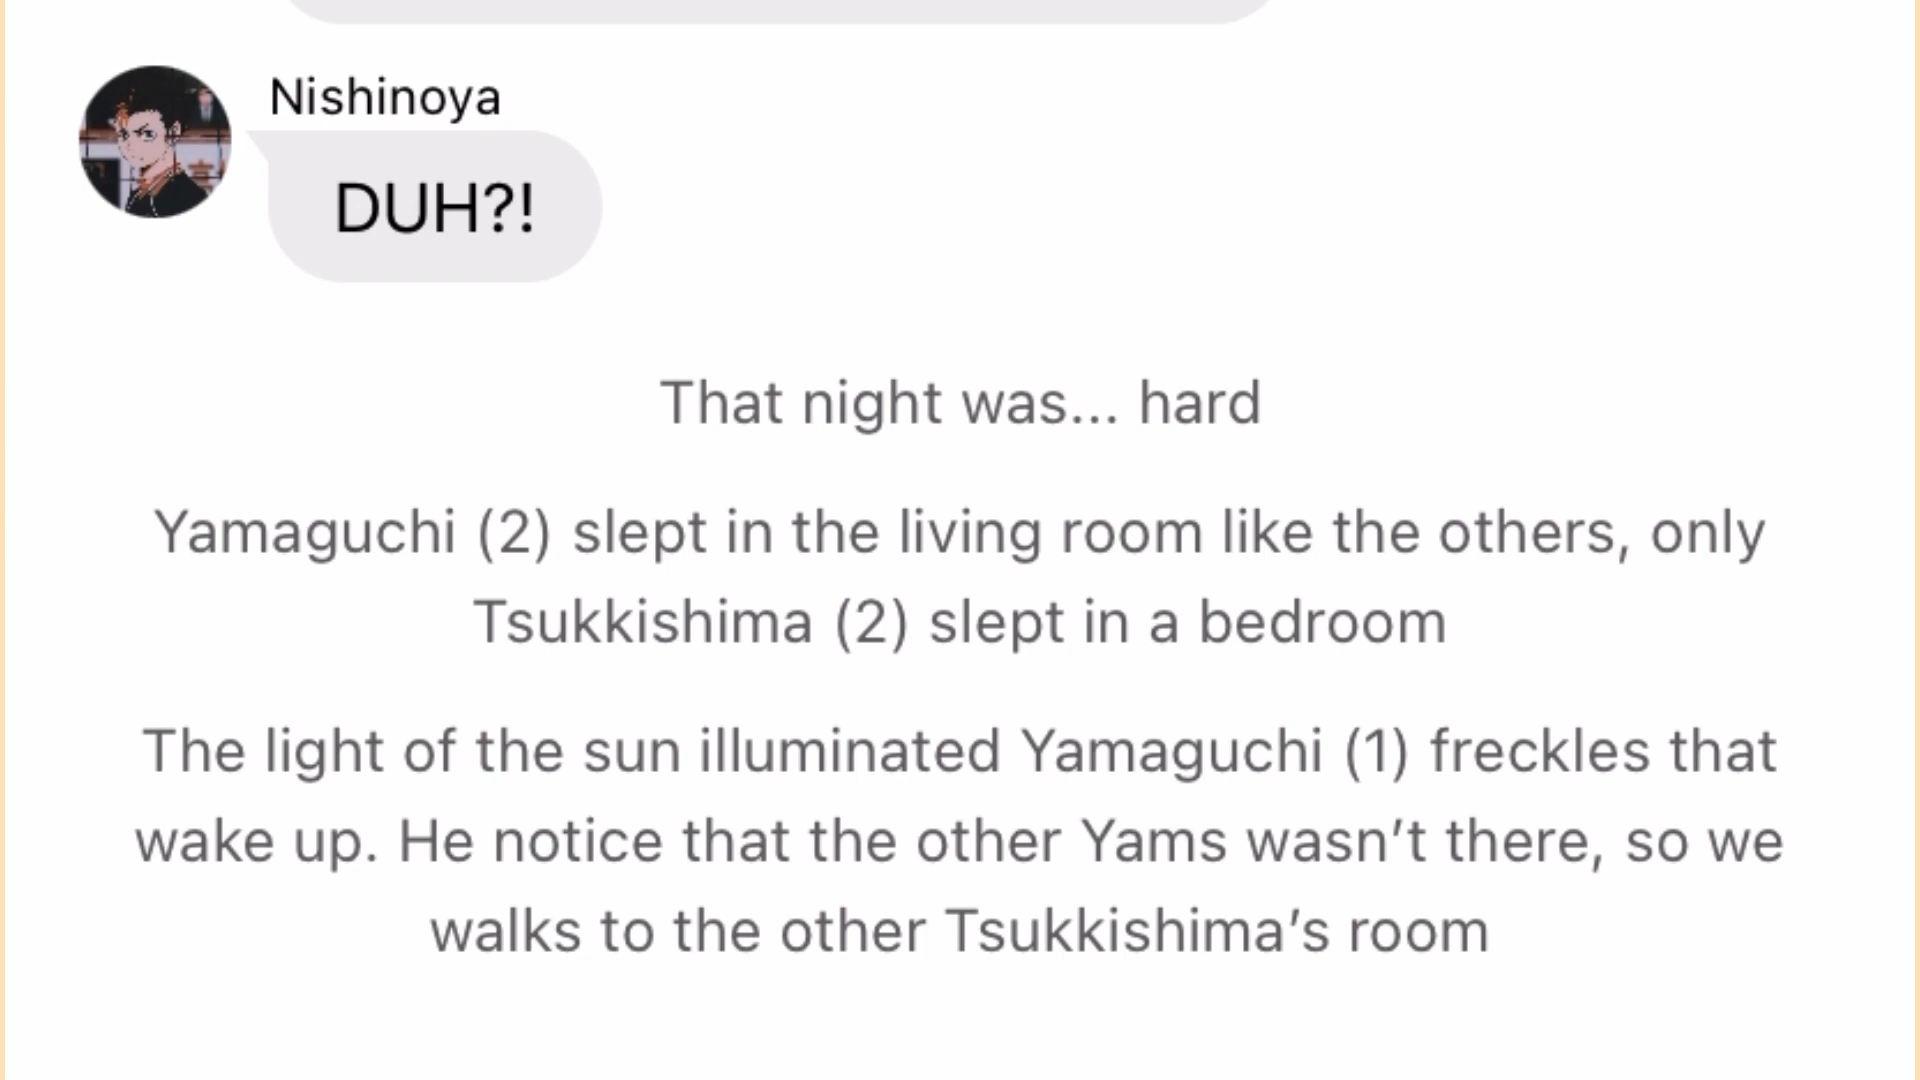 Nishinoya
DUH?!
That night was... hard
Yamaguchi (2) slept in the living room like the others, only
Tsukkishima (2) slept in a bedroom
The light of the sun illuminated Yamaguchi (1) freckles that
wake up. He notice that the other Yams wasn’t there, so we
walks to the other Tsukkishima’s room